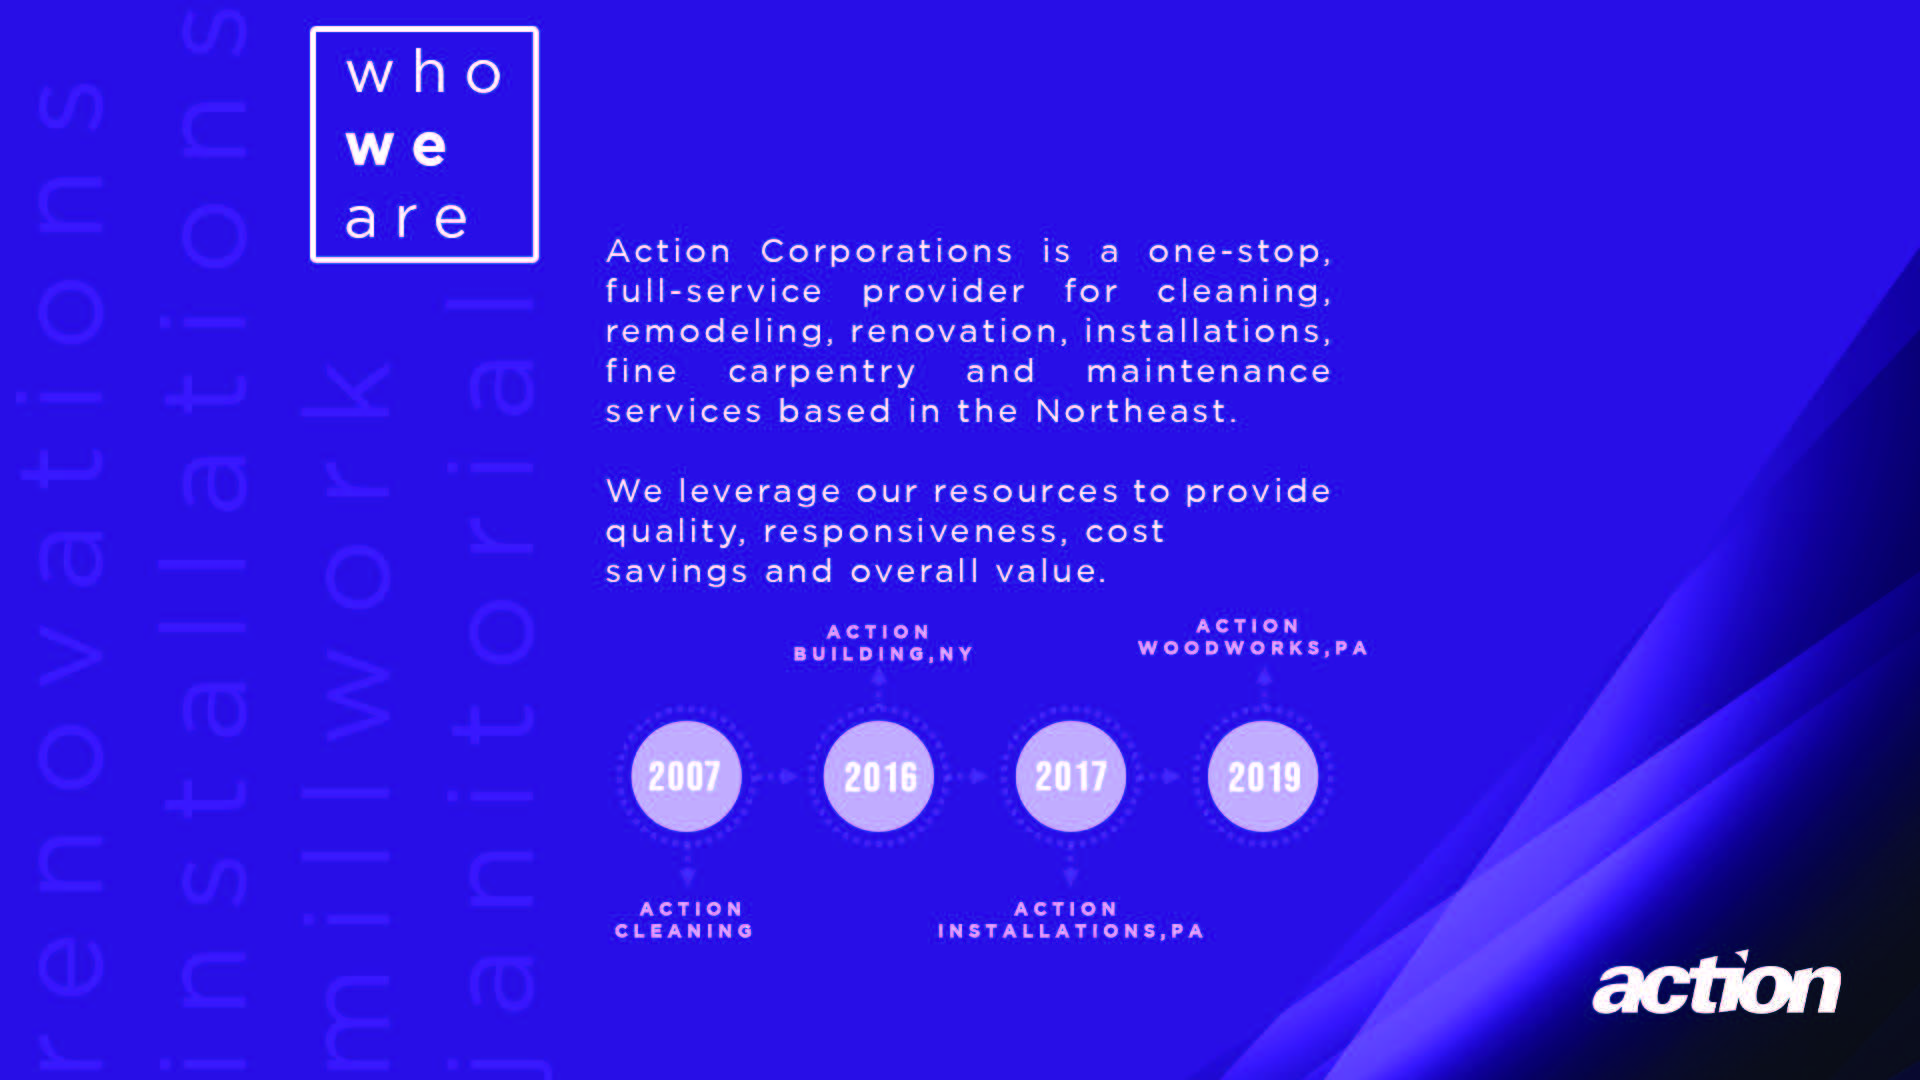 who
we
are
Action Corporations is a one-stop,
full-service provider for cleaning,
remodeling, renovation, installations,
fine carpentry and maintenance
services based in the Northeast.
We leverage our resources to provide
quality, responsiveness, cost
savings and overall value.
ACTION
BUILDING,NY
ACTION
WOODWORKS,PA
2007
2016
2017
2019
ACTION
CLEANING
ACTION
INSTALLATIONS,PA
action
renovations
installations
millwork
janitorial